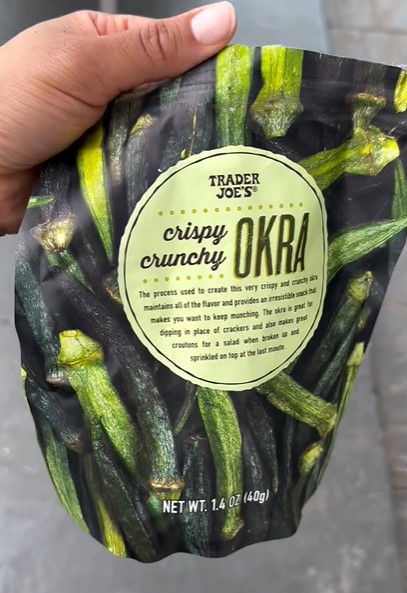 TRADER
JOE'S®
crispy
crunchy
OKRA
The process used to create this very crispy and crunchy okra
maintains all of the flavor and provides an irresistible snack that
makes you want to keep munching. The okra is great for
dipping in place of crackers and also makes great
croutons for a salad when broken up and
sprinkled on top at the last minute.
NET WT. 1.4 OZ (40g)